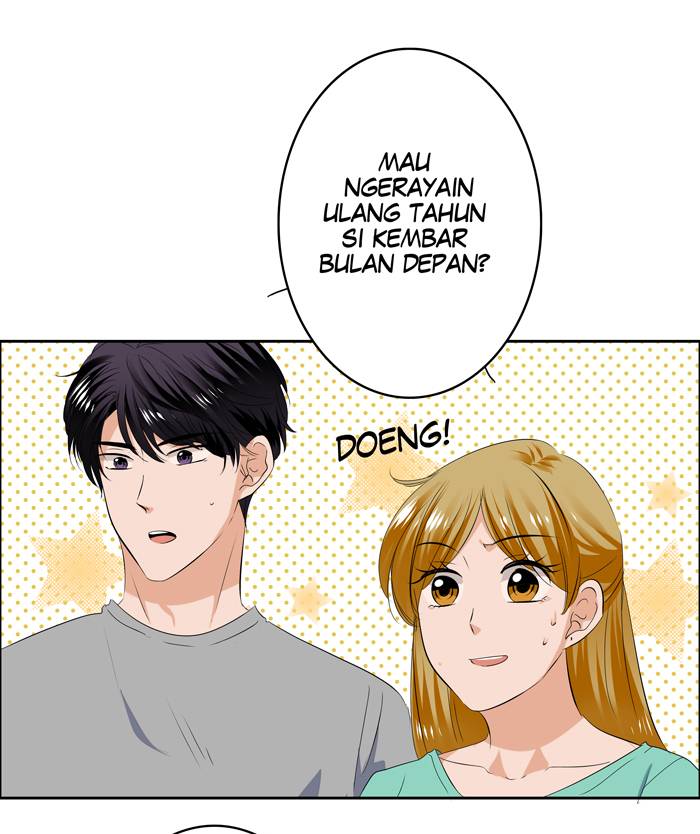 MAU
NGERAYAIN
ULANG TAHUN
SI KEMBAR
BULAN DEPAN?
DOENG!